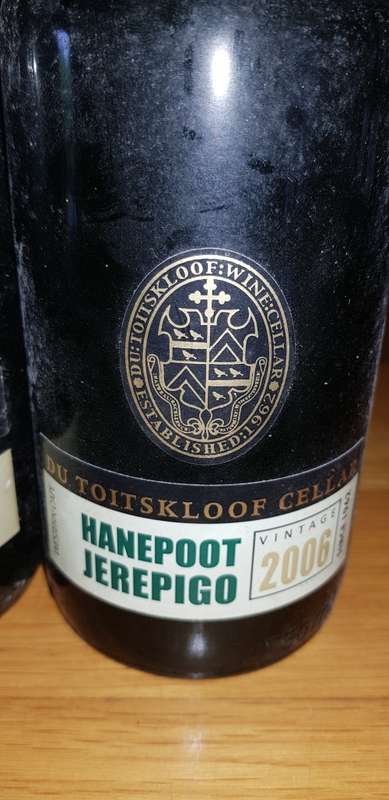 DU:TOITSKLOOF:WINE:CELLAR
ESTABLISHED:1962
DU TOITSKLOOF CELLAR
HANEPOOT
JEREPIGO
VINTAGE
2006